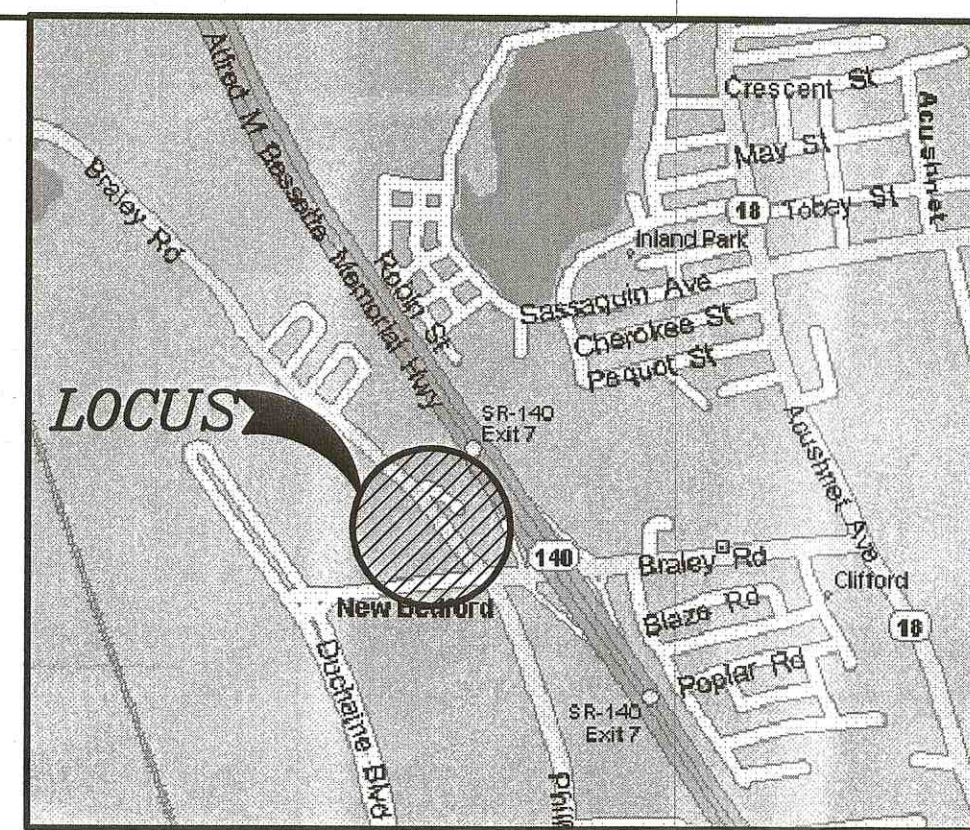 Alfred M Bessette Memorial Hwy
Crescent St
Acushnet
May St
Braley Rd
18
Tobey St
Inland Park
Robin St
Sassaquin Ave
Cherokee St
Pequot St
LOCUS
SR-140
Exit 7
Acushnet Ave
140
Braley Rd
Clifford
New Bedford
Blaze Rd
18
Duchaine Blvd
Poplar Rd
SR-140
Exit 7
Phill